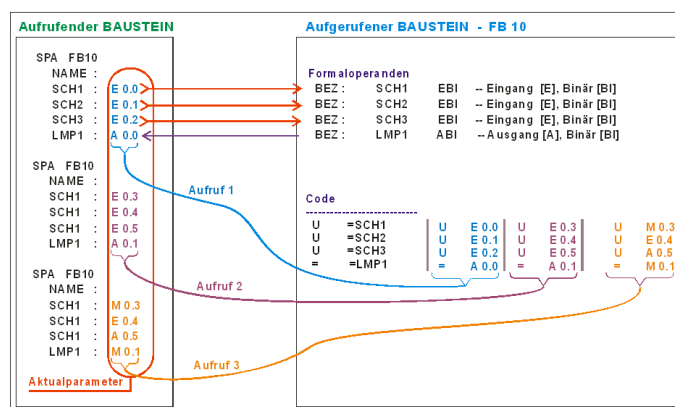 Aufrufender BAUSTEIN
SPA FB10
NAME :
SCH1 : E 0.0
SCH2 : E 0.1
SCH3 : E 0.2
LMP1 : A 0.0
SPA FB10
NAME :
SCH1 : E 0.3
SCH1 : E 0.4
SCH1 : E 0.5
LMP1 : A 0.1
SPA FB10
NAME :
SCH1 : M 0.3
SCH1 : E 0.4
SCH1 : A 0.5
LMP1 : M 0.1
Aktualparameter
Aufruf 1
Aufruf 2
Aufruf 3
Aufgerufener BAUSTEIN - FB 10
Formaloperanden
BEZ : SCH1 EBI -- Eingang [E], Binär [BI]
BEZ : SCH2 EBI -- Eingang [E], Binär [BI]
BEZ : SCH3 EBI -- Eingang [E], Binär [BI]
BEZ : LMP1 ABI -- Ausgang [A], Binär [BI]
Code
U =SCH1 U E 0.0 U E 0.3 U M 0.3
U =SCH2 U E 0.1 U E 0.4 U E 0.4
U =SCH3 U E 0.2 U E 0.5 U A 0.5
= =LMP1 = A 0.0 = A 0.1 = M 0.1